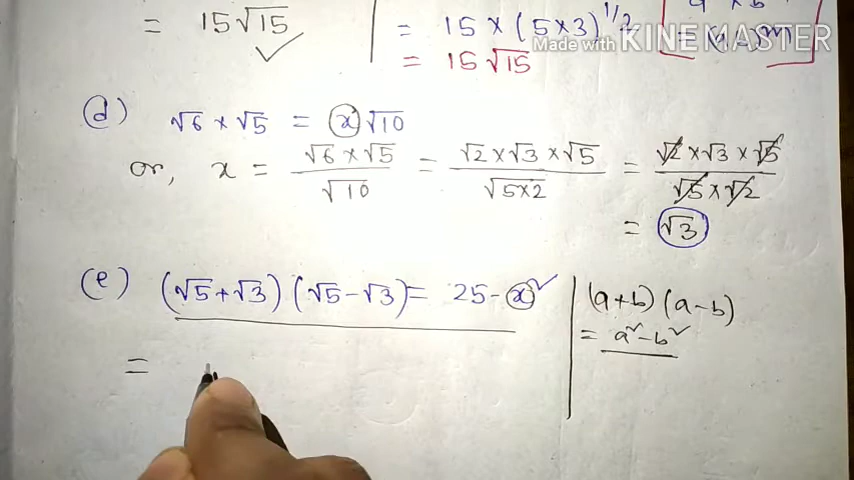 = 15√15
= 15 × (5×3)^1/2
= 15√15
Made with KINEMASTER
(d) √6 × √5 = x√10
or, x = √6 × √5 / √10 = √2 × √3 × √5 / √(5×2) = √2 × √3 × √5 / √5 × √2
= √3
(e) (√5+√3)(√5-√3) = 25 - x²
(a+b)(a-b)
= a² - b²
=